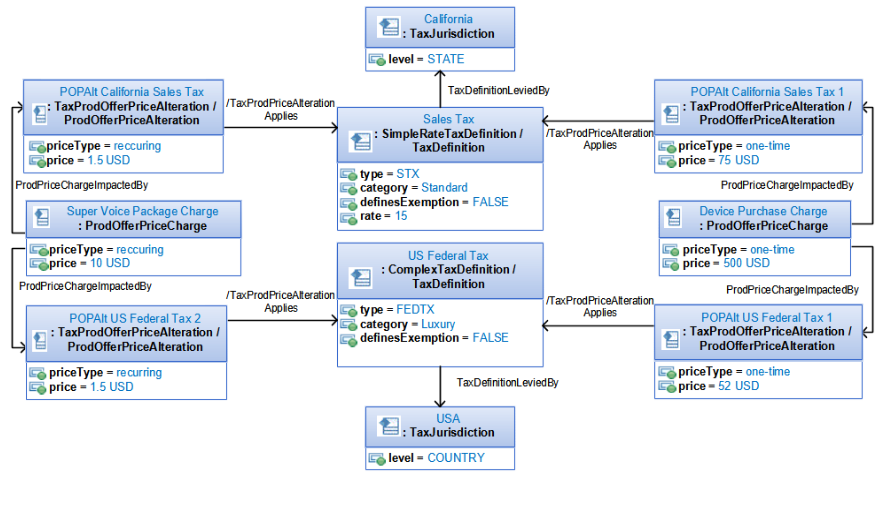 California
: TaxJurisdiction
level = STATE
TaxDefinitionLeviedBy
POPAlt California Sales Tax
: TaxProdOfferPriceAlteration /
ProdOfferPriceAlteration
priceType = reccuring
price = 1.5 USD
/TaxProdPriceAlteration
Applies
Sales Tax
: SimpleRateTaxDefinition /
TaxDefinition
type = STX
category = Standard
definesExemption = FALSE
rate = 15
/TaxProdPriceAlteration
Applies
POPAlt California Sales Tax 1
: TaxProdOfferPriceAlteration /
ProdOfferPriceAlteration
priceType = one-time
price = 75 USD
ProdPriceChargeImpactedBy
ProdPriceChargeImpactedBy
Super Voice Package Charge
: ProdOfferPriceCharge
priceType = reccuring
price = 10 USD
Device Purchase Charge
: ProdOfferPriceCharge
priceType = one-time
price = 500 USD
ProdPriceChargeImpactedBy
ProdPriceChargeImpactedBy
US Federal Tax
: ComplexTaxDefinition /
TaxDefinition
type = FEDTX
category = Luxury
definesExemption = FALSE
/TaxProdPriceAlteration
Applies
/TaxProdPriceAlteration
Applies
POPAlt US Federal Tax 2
: TaxProdOfferPriceAlteration /
ProdOfferPriceAlteration
priceType = recurring
price = 1.5 USD
POPAlt US Federal Tax 1
: TaxProdOfferPriceAlteration /
ProdOfferPriceAlteration
priceType = one-time
price = 52 USD
TaxDefinitionLeviedBy
USA
: TaxJurisdiction
level = COUNTRY